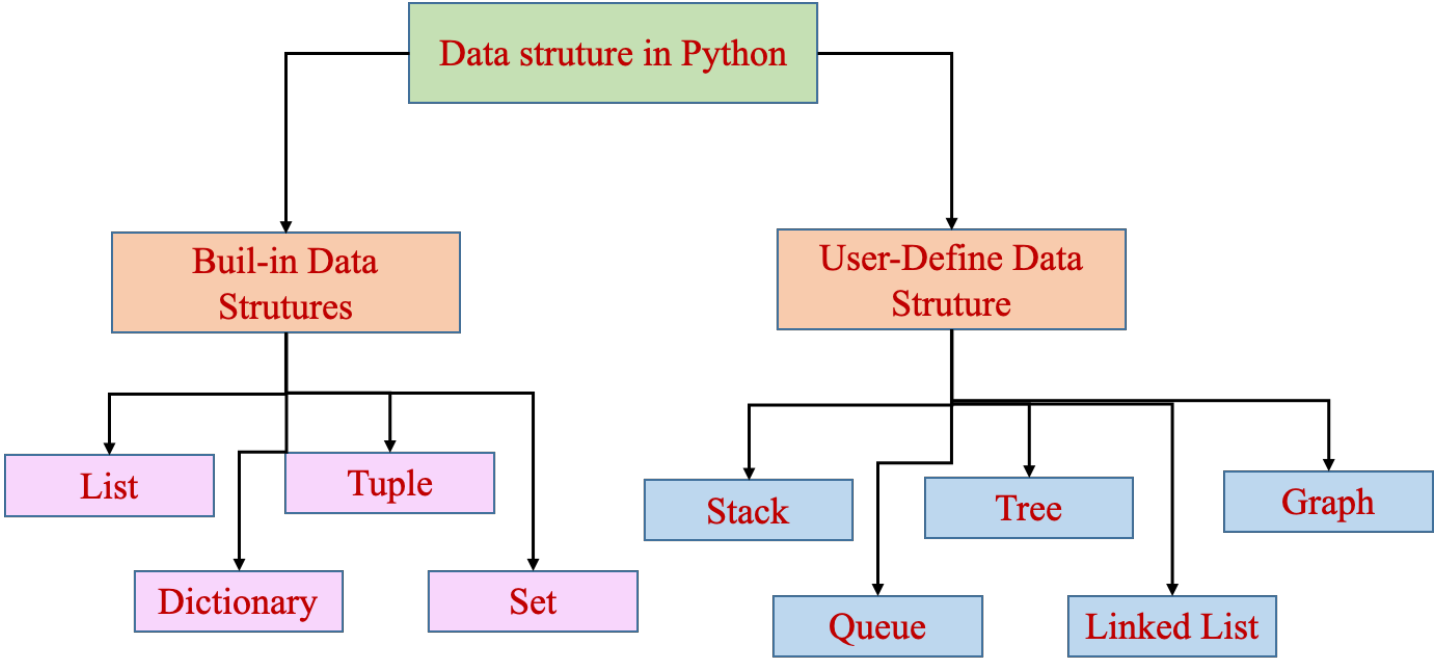 Data struture in Python
Buil-in Data
Strutures
User-Define Data
Struture
List
Tuple
Dictionary
Set
Stack
Tree
Graph
Queue
Linked List